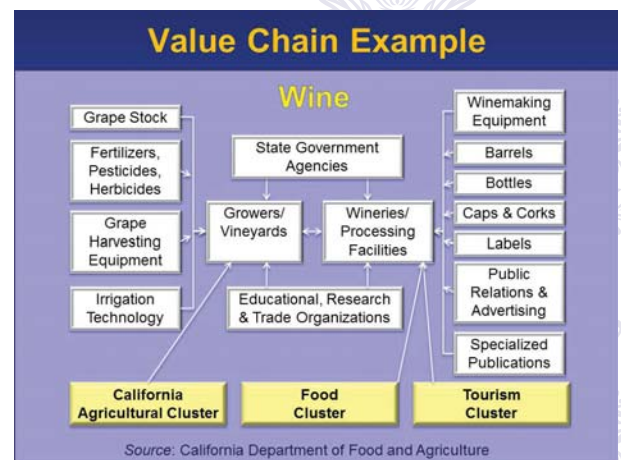 Value Chain Example
Wine
Grape Stock
Fertilizers,
Pesticides,
Herbicides
Grape
Harvesting
Equipment
Irrigation
Technology
State Government
Agencies
Growers/
Vineyards
Wineries/
Processing
Facilities
Educational, Research
& Trade Organizations
Winemaking
Equipment
Barrels
Bottles
Caps & Corks
Labels
Public
Relations &
Advertising
Specialized
Publications
California
Agricultural Cluster
Food
Cluster
Tourism
Cluster
Source: California Department of Food and Agriculture